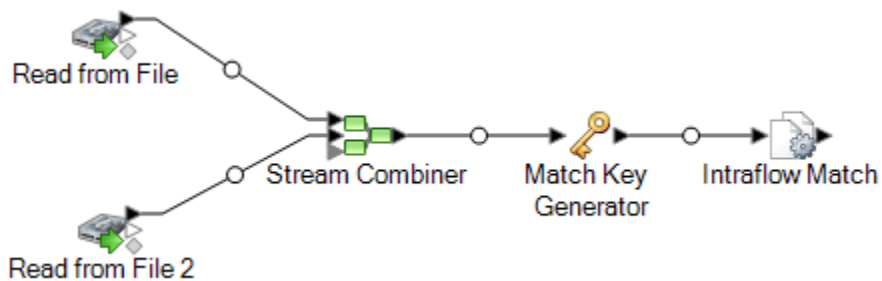 Read from File
Stream Combiner
Match Key
Generator
Intraflow Match
Read from File 2